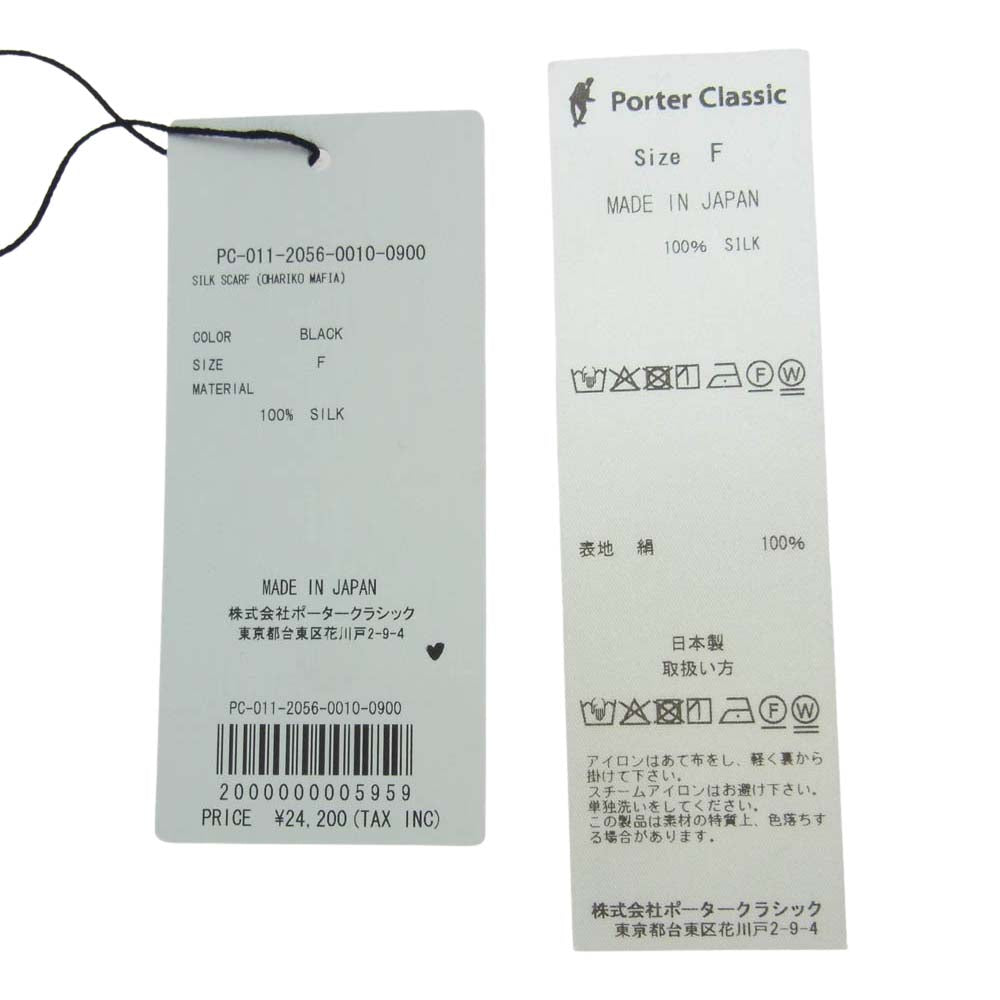 PC-011-2056-0010-0900
SILK SCARF (OHARIKO MAFIA)
COLOR BLACK
SIZE F
MATERIAL
100% SILK
MADE IN JAPAN
株式会社ポータークラシック
東京都台東区花川戸2-9-4
PC-011-2056-0010-0900
2000000005959
PRICE ¥24,200(TAX INC)
Porter Classic
Size F
MADE IN JAPAN
100% SILK
F W
表地 絹 100%
日本製
取扱い方
F W
アイロンはあて布をし、軽く裏から
掛けて下さい。
スチームアイロンはお避け下さい。
単独洗いをしてください。
この製品は素材の特質上、色落ちす
る場合があります。
株式会社ポータークラシック
東京都台東区花川戸2-9-4